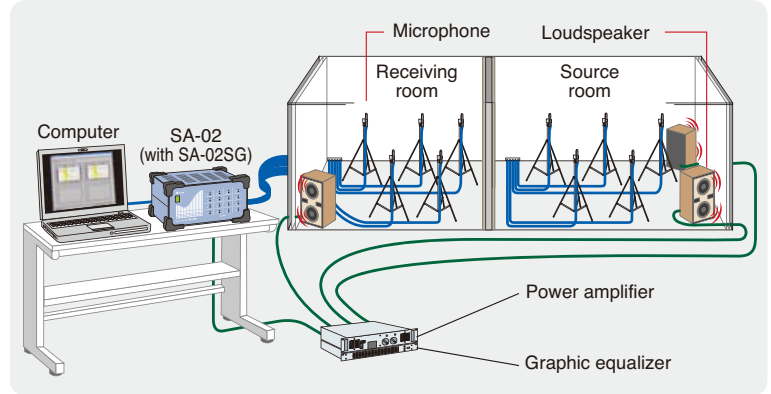 Microphone
Loudspeaker
Receiving
room
Source
room
Computer
SA-02
(with SA-02SG)
Power amplifier
Graphic equalizer